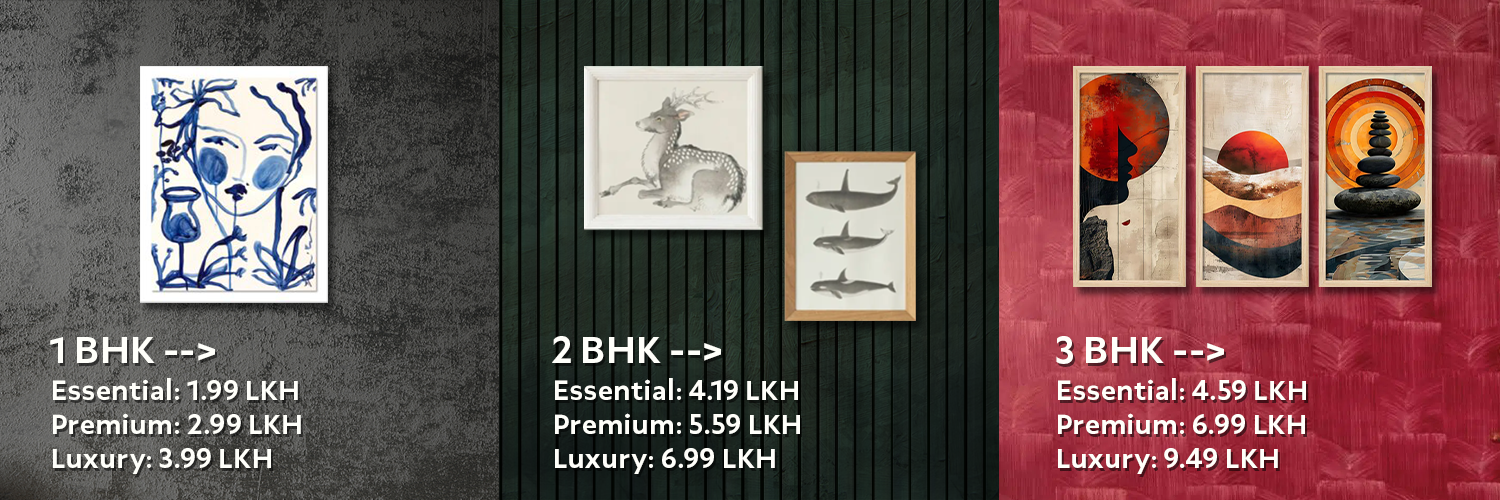 1 BHK -->
Essential: 1.99 LKH
Premium: 2.99 LKH
Luxury: 3.99 LKH
2 BHK -->
Essential: 4.19 LKH
Premium: 5.59 LKH
Luxury: 6.99 LKH
3 BHK -->
Essential: 4.59 LKH
Premium: 6.99 LKH
Luxury: 9.49 LKH